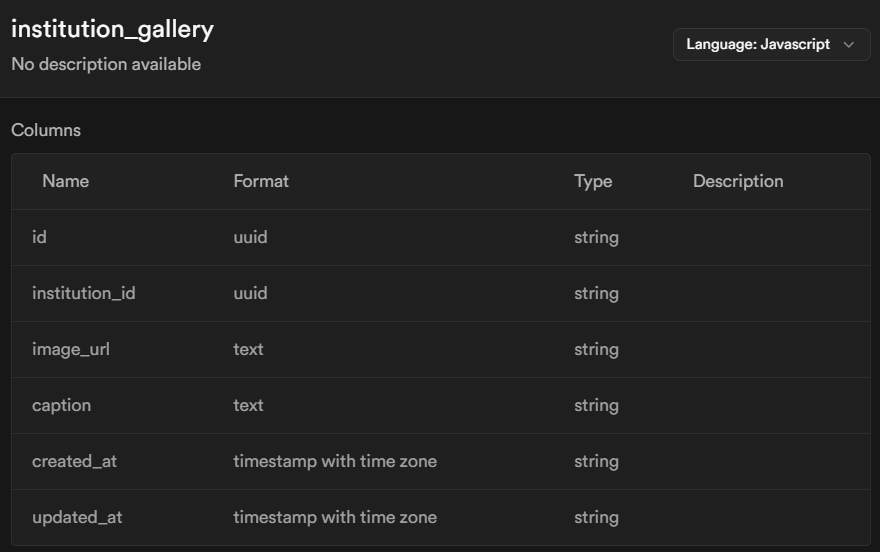 institution_gallery
No description available
Language: Javascript
Columns
Name Format Type Description
id uuid string
institution_id uuid string
image_url text string
caption text string
created_at timestamp with time zone string
updated_at timestamp with time zone string